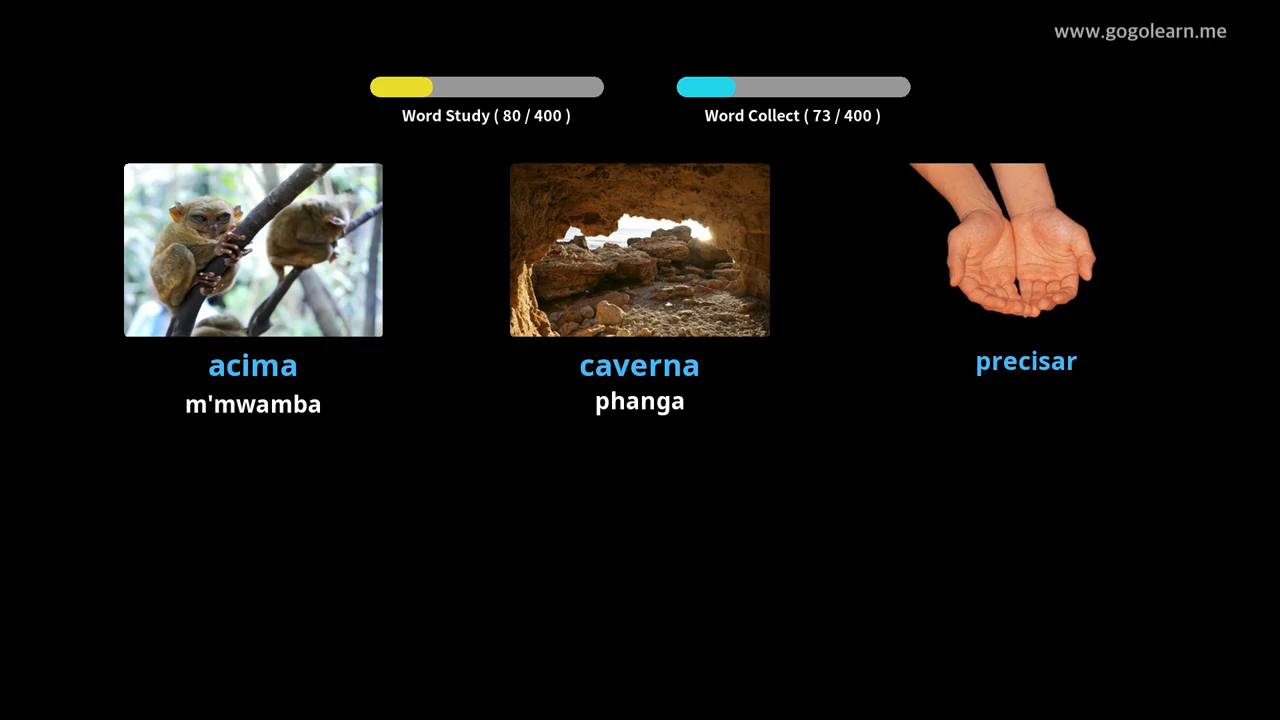 www.gogolearn.me
Word Study ( 80 / 400 )
Word Collect ( 73 / 400 )
acima
caverna
precisar
m'mwamba
phanga